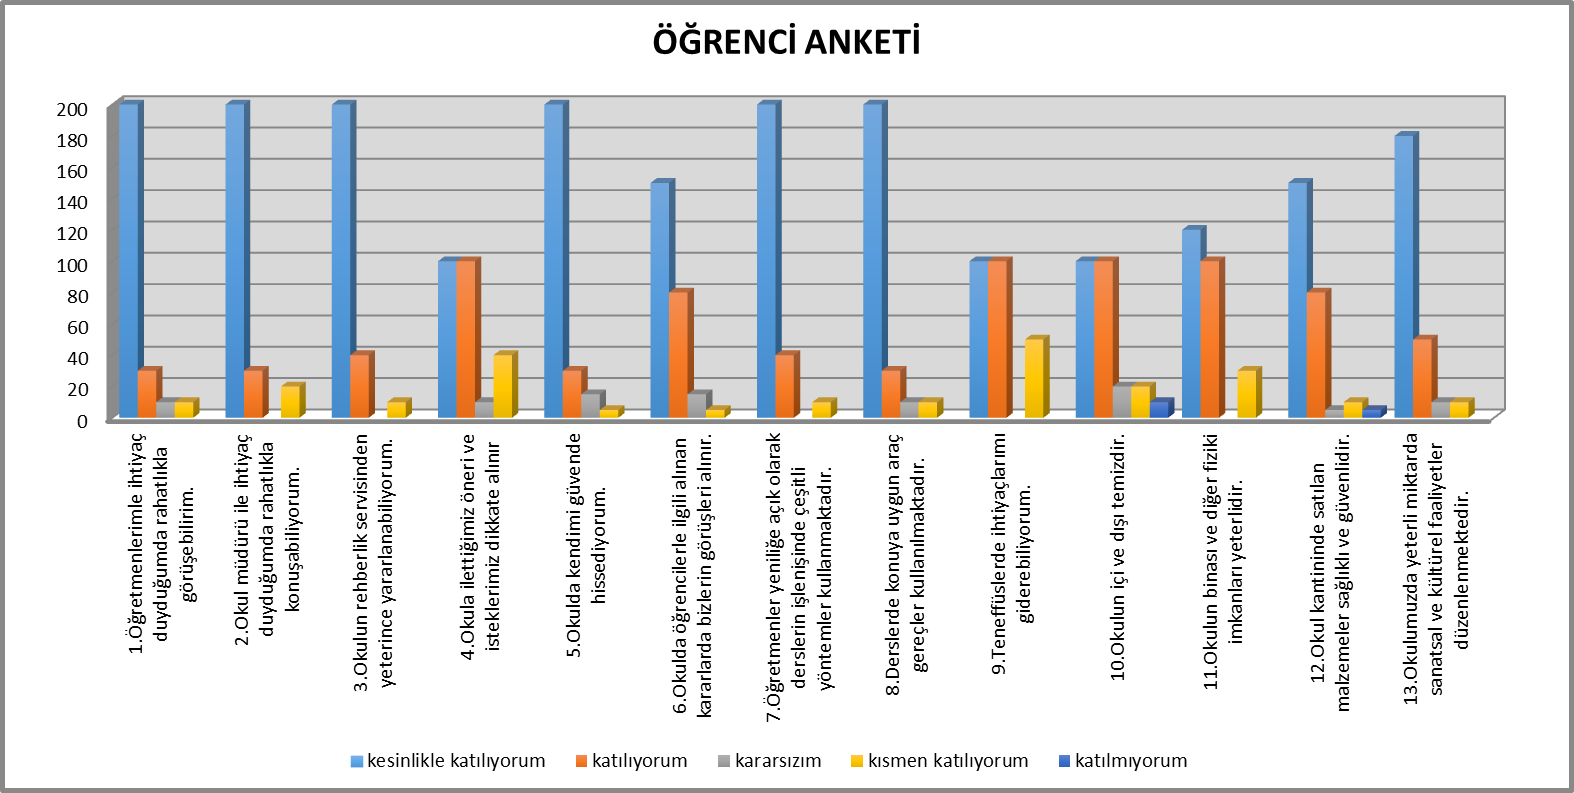 ÖĞRENCİ ANKETİ
200
180
160
140
120
100
80
60
40
20
0
1.Öğretmenlerimle ihtiyaç
duyduğumda rahatlıkla
görüşebilirim.
2.Okul müdürü ile ihtiyaç
duyduğumda rahatlıkla
konuşabiliyorum.
3.Okulun rehberlik servisinden
yeterince yararlanabiliyorum.
4.Okula ilettiğimiz öneri ve
isteklerimiz dikkate alınır
5.Okulda kendimi güvende
hissediyorum.
6.Okulda öğrencilerle ilgili alınan
kararlarda bizlerin görüşleri alınır.
7.Öğretmenler yeniliğe açık olarak
derslerin işlenişinde çeşitli
yöntemler kullanmaktadır.
8.Derslerde konuya uygun araç
gereçler kullanılmaktadır.
9.Teneffüslerde ihtiyaçlarımı
giderebiliyorum.
10.Okulun içi ve dışı temizdir.
11.Okulun binası ve diğer fiziki
imkanları yeterlidir.
12.Okul kantininde satılan
malzemeler sağlıklı ve güvenlidir.
13.Okulumuzda yeterli miktarda
sanatsal ve kültürel faaliyetler
düzenlenmektedir.
kesinlikle katılıyorum
katılıyorum
kararsızım
kısmen katılıyorum
katılmıyorum